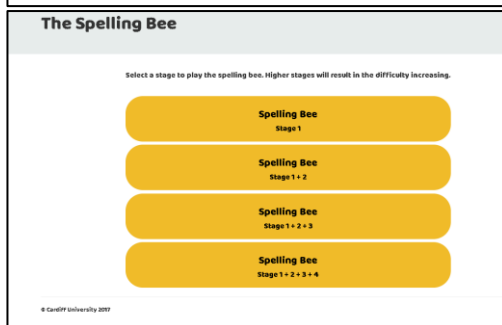 The Spelling Bee
Select a stage to play the spelling bee. Higher stages will result in the difficulty increasing.
Spelling Bee
Stage 1
Spelling Bee
Stage 1 + 2
Spelling Bee
Stage 1 + 2 + 3
Spelling Bee
Stage 1 + 2 + 3 + 4
© Cardiff University 2017